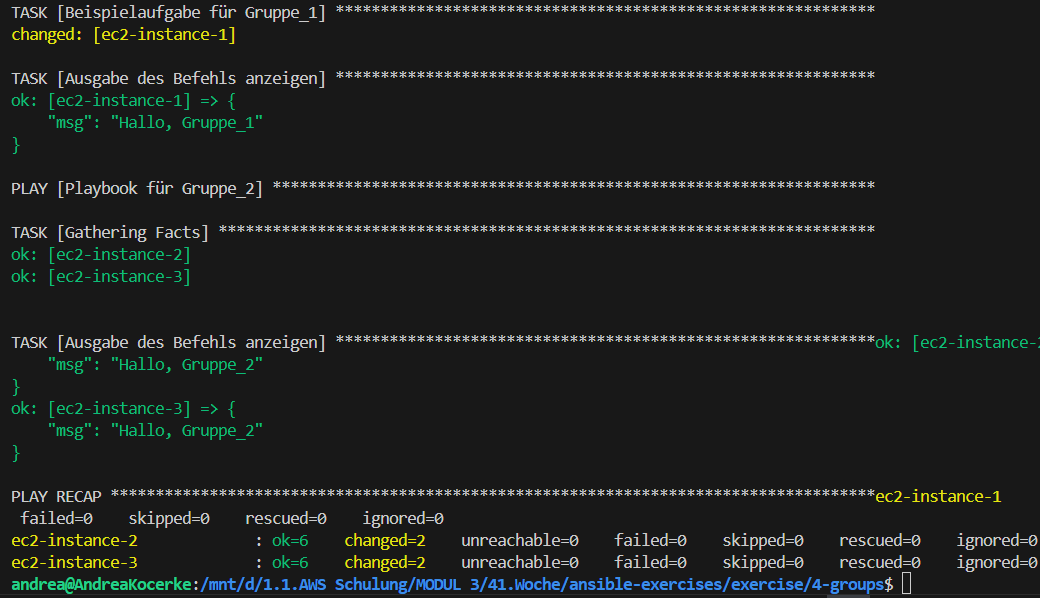 TASK [Beispielaufgabe für Gruppe_1] ************************************************************
changed: [ec2-instance-1]
TASK [Ausgabe des Befehls anzeigen] ************************************************************
ok: [ec2-instance-1] => {
    "msg": "Hallo, Gruppe_1"
}
PLAY [Playbook für Gruppe_2] *******************************************************************
TASK [Gathering Facts] *************************************************************************
ok: [ec2-instance-2]
ok: [ec2-instance-3]
TASK [Ausgabe des Befehls anzeigen] ************************************************************ok: [ec2-instance-2
    "msg": "Hallo, Gruppe_2"
}
ok: [ec2-instance-3] => {
    "msg": "Hallo, Gruppe_2"
}
PLAY RECAP *************************************************************************************ec2-instance-1
 failed=0    skipped=0    rescued=0    ignored=0
ec2-instance-2             : ok=6    changed=2    unreachable=0    failed=0    skipped=0    rescued=0    ignored=0
ec2-instance-3             : ok=6    changed=2    unreachable=0    failed=0    skipped=0    rescued=0    ignored=0
andrea@AndreaKocerke:/mnt/d/1.1.AWS Schulung/MODUL 3/41.Woche/ansible-exercises/exercise/4-groups$